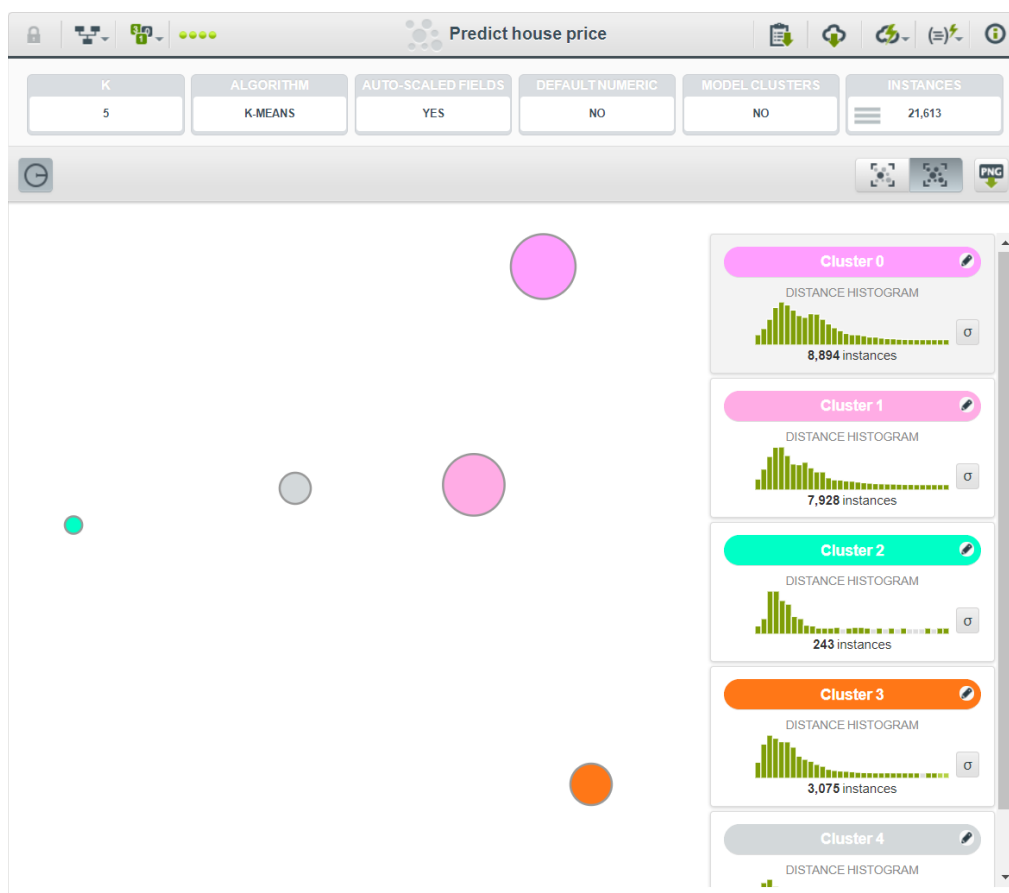 Predict house price
K
ALGORITHM
AUTO-SCALED FIELDS
DEFAULT NUMERIC
MODEL CLUSTERS
INSTANCES
5
K-MEANS
YES
NO
NO
21,613
PNG
Cluster 0
DISTANCE HISTOGRAM
σ
8,894 instances
Cluster 1
DISTANCE HISTOGRAM
σ
7,928 instances
Cluster 2
DISTANCE HISTOGRAM
σ
243 instances
Cluster 3
DISTANCE HISTOGRAM
σ
3,075 instances
Cluster 4
DISTANCE HISTOGRAM